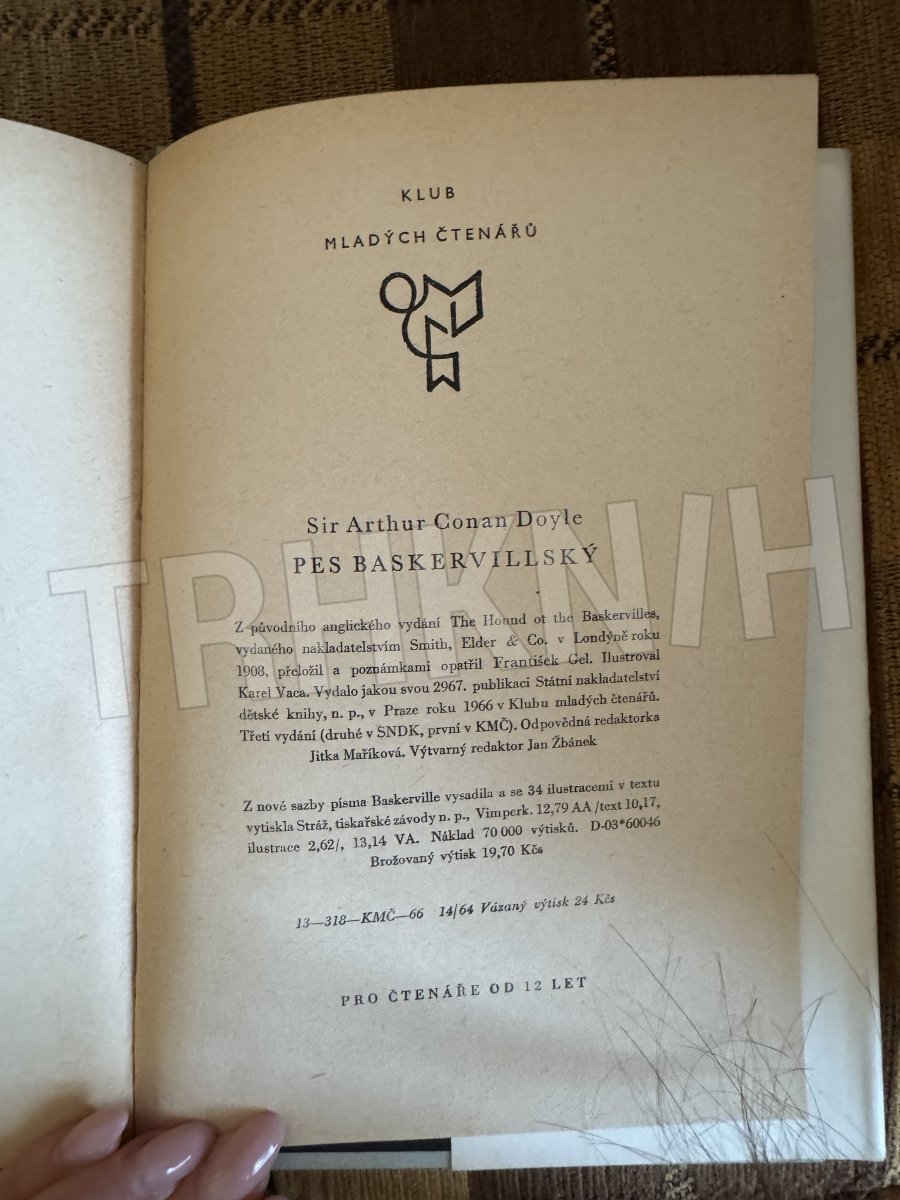 KLUB
MLADÝCH ČTENÁŘŮ
Sir Arthur Conan Doyle
PES BASKERVILLSKÝ
Z původního anglického vydání The Hound ot the Baskervilles,
vydaného nakladatelstvím Smith, Elder & Co. v Londýně roku
1908, přeložil a poznámkami opatřil František Gel. Ilustroval
Karel Vaca. Vydalo jakou svou 2967. publikaci Státní nakladatelství
dětské knihy, n. p., v Praze roku 1966 v Klubu mladých čtenářů.
Třetí vydání (druhé v SNDK, první v KMČ). Odpovědná redaktorka
Jitka Maříková. Výtvarný redaktor Jan Žbánek
Z nové sazby písma Baskerville vysadila a se 34 ilustracemi v textu
vytiskla Stráž, tiskařské závody n. p., Vimperk. 12,79 AA /text 10,17,
ilustrace 2,62/, 13,14 VA. Náklad 70 000 výtisků. D-03*60046
Brožovaný výtisk 19,70 Kčs
13—318—KMČ—66 14/64 Vázaný výtisk 24 Kčs
PRO ČTENÁŘE OD 12 LET
TRHKNIH